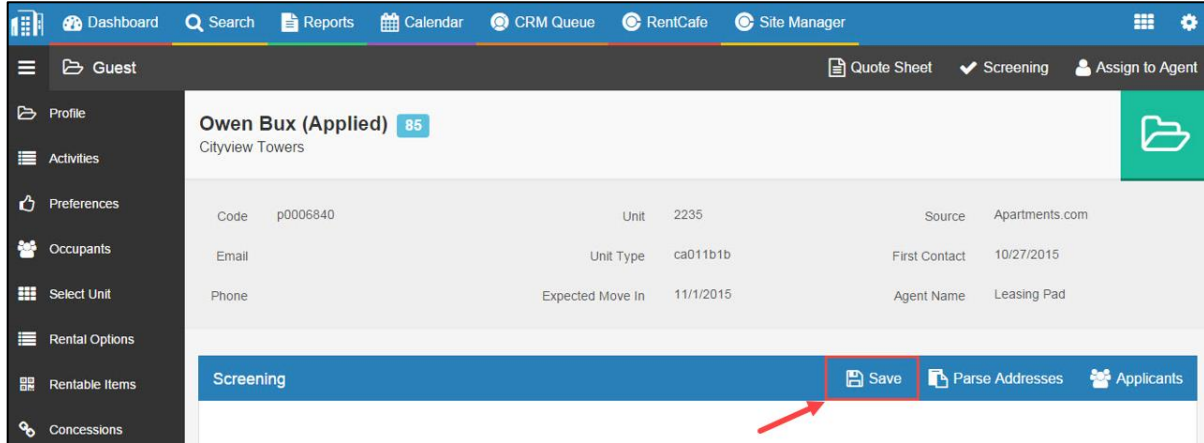 Dashboard Search Reports Calendar CRM Queue RentCafe Site Manager
Guest Quote Sheet Screening Assign to Agent
Profile
Activities
Preferences
Occupants
Select Unit
Rental Options
Rentable Items
Concessions
Owen Bux (Applied) 85
Cityview Towers
Code p0006840 Unit 2235 Source Apartments.com
Email Unit Type ca011b1b First Contact 10/27/2015
Phone Expected Move In 11/1/2015 Agent Name Leasing Pad
Screening Save Parse Addresses Applicants